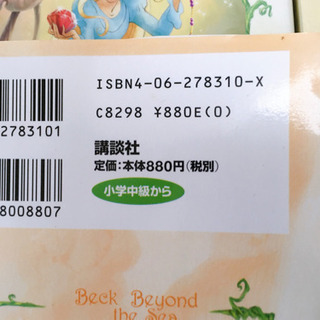 ISBN4-06-278310-X
C8298 ¥880E(0)
2783101
講談社
定価:本体880円(税別)
8008807
小学中級から
Beck Beyond
the Sea